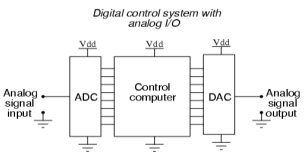 Digital control system with
analog I/O
Vdd
Vdd
Vdd
Analog
signal
input
ADC
Control
computer
DAC
Analog
signal
output